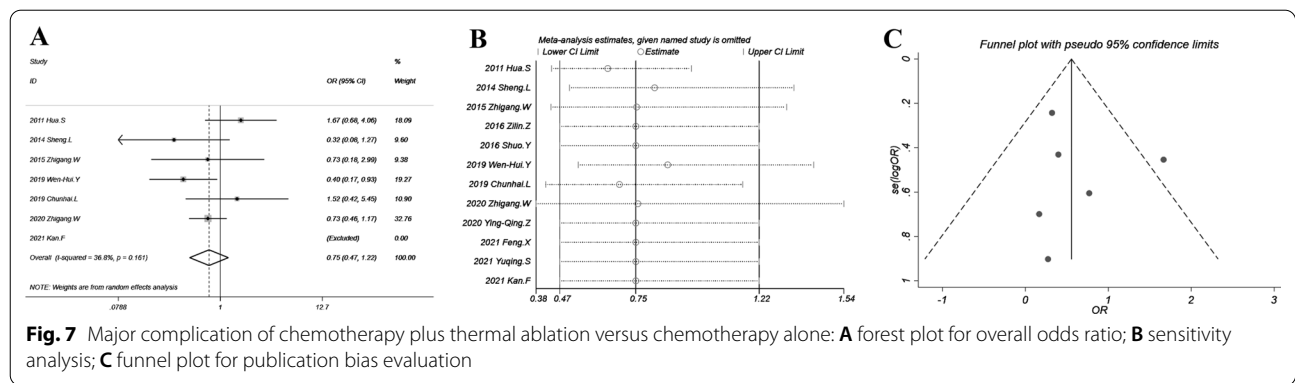 A
Study
%
ID
OR (95% CI)
Weight
2011 Hua.S
1.67 (0.68, 4.06)
18.09
2014 Sheng.L
0.32 (0.08, 1.27)
9.60
2015 Zhigang.W
0.73 (0.18, 2.99)
9.38
2019 Wen-Hui.Y
0.40 (0.17, 0.93)
19.27
2019 Chunhai.L
1.52 (0.42, 5.45)
10.90
2020 Zhigang.W
0.73 (0.46, 1.17)
32.76
2021 Kan.F
(Excluded)
0.00
Overall (I-squared = 36.8%, p = 0.161)
0.75 (0.47, 1.22)
100.00
NOTE: Weights are from random effects analysis
.0788
1
12.7
B
Meta-analysis estimates, given named study is omitted
Lower CI Limit
Estimate
Upper CI Limit
2011 Hua.S
2014 Sheng.L
2015 Zhigang.W
2016 Zilin.Z
2016 Shuo.Y
2019 Wen-Hui.Y
2019 Chunhai.L
2020 Zhigang.W
2020 Ying-Qing.Z
2021 Feng.X
2021 Yuqing.S
2021 Kan.F
0.38
0.47
0.75
1.22
1.54
C
Funnel plot with pseudo 95% confidence limits
se(logOR)
0
.2
.4
.6
.8
1
-1
0
1
2
3
OR
Fig. 7 Major complication of chemotherapy plus thermal ablation versus chemotherapy alone: A forest plot for overall odds ratio; B sensitivity
analysis; C funnel plot for publication bias evaluation